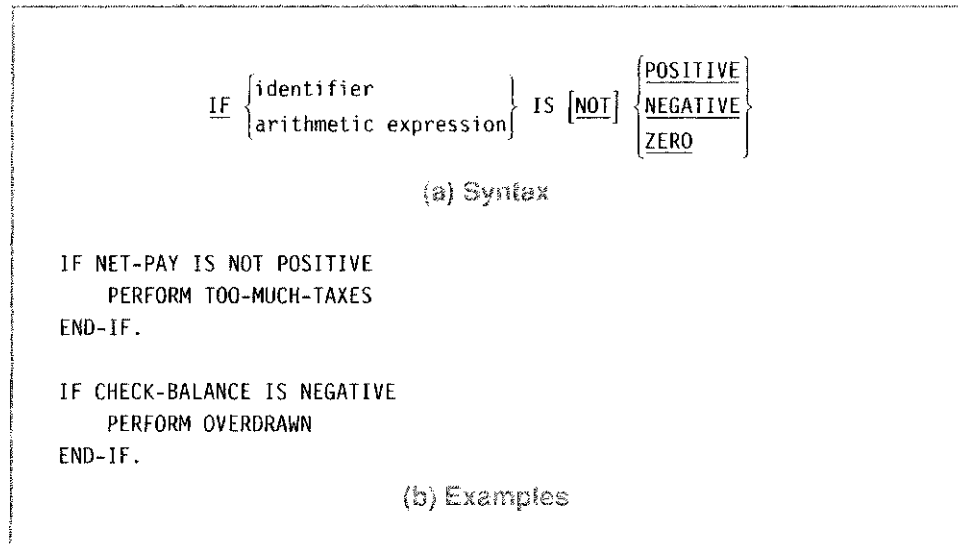 POSITIVE
identifier
IF IS [NOT] NEGATIVE
arithmetic expression
ZERO
(a) Syntax
IF NET-PAY IS NOT POSITIVE
PERFORM TOO-MUCH-TAXES
END-IF.
IF CHECK-BALANCE IS NEGATIVE
PERFORM OVERDRAWN
END-IF.
(b) Examples